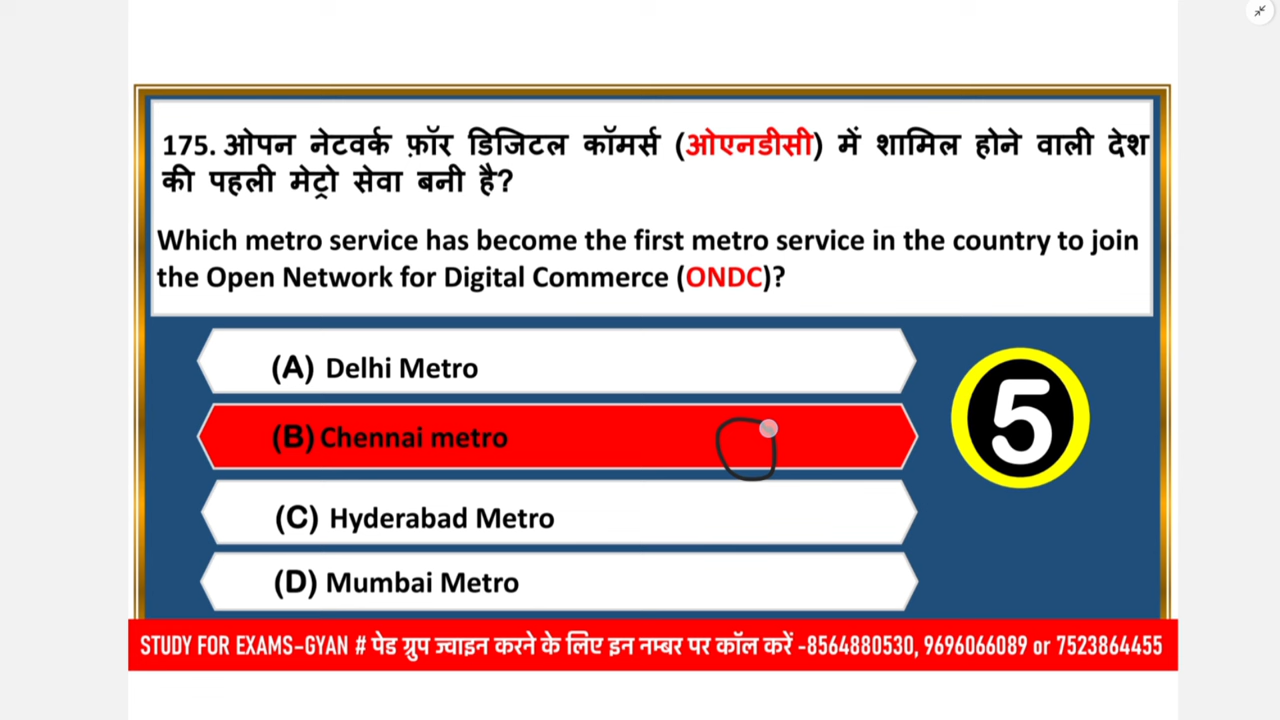 175. ओपन नेटवर्क फ़ॉर डिजिटल कॉमर्स (ओएनडीसी) में शामिल होने वाली देश
की पहली मेट्रो सेवा बनी है?
Which metro service has become the first metro service in the country to join
the Open Network for Digital Commerce (ONDC)?
(A) Delhi Metro
(B) Chennai metro
5
(C) Hyderabad Metro
(D) Mumbai Metro
STUDY FOR EXAMS-GYAN # पेड ग्रुप ज्वाइन करने के लिए इन नम्बर पर कॉल करें -8564880530, 9696066089 or 7523864455